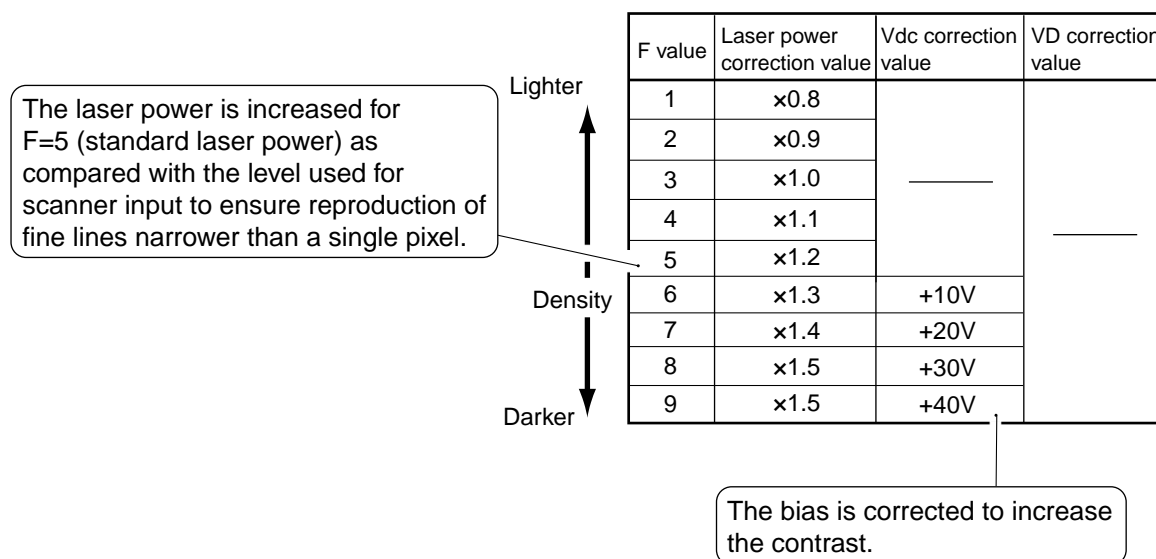 F value
Laser power
correction value
Vdc correction
value
VD correction
value
Lighter
The laser power is increased for
F=5 (standard laser power) as
compared with the level used for
scanner input to ensure reproduction of
fine lines narrower than a single pixel.
Density
Darker
1 ×0.8
2 ×0.9
3 ×1.0
4 ×1.1
5 ×1.2
6 ×1.3 +10V
7 ×1.4 +20V
8 ×1.5 +30V
9 ×1.5 +40V
The bias is corrected to increase
the contrast.